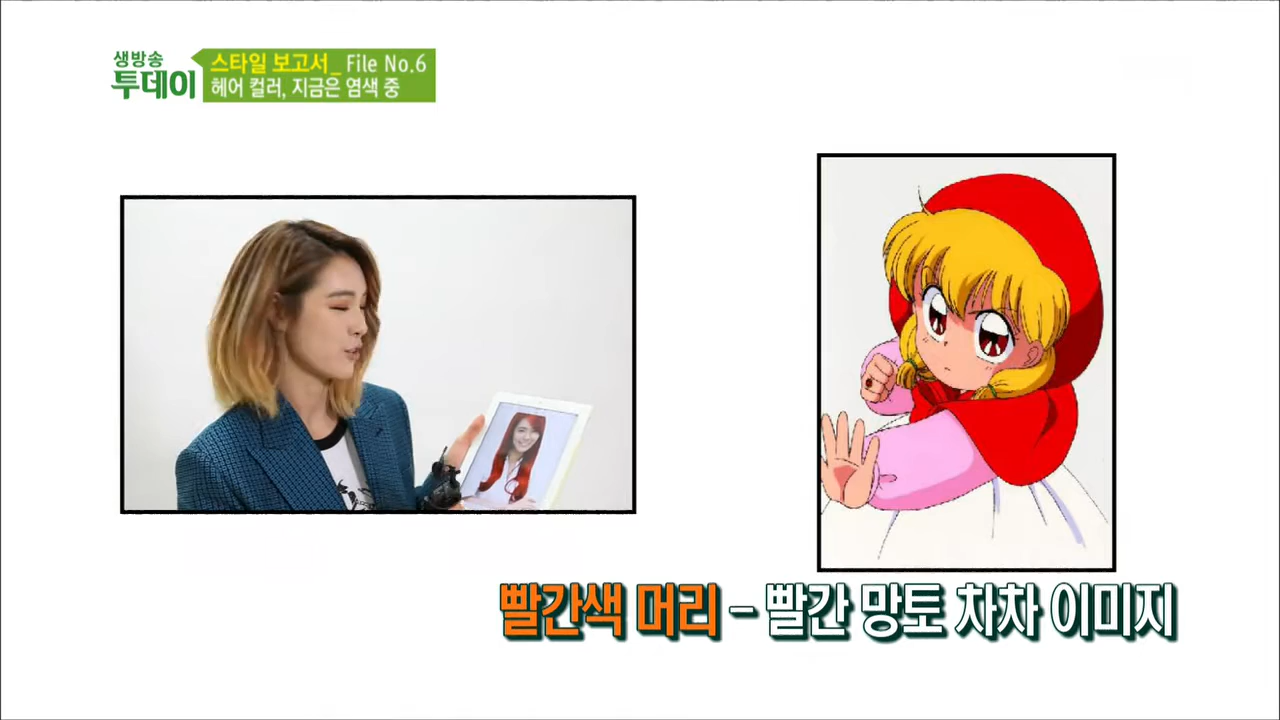 생방송
투데이
스타일 보고서_ File No.6
헤어 컬러, 지금은 염색 중
빨간색 머리 - 빨간 망토 차차 이미지